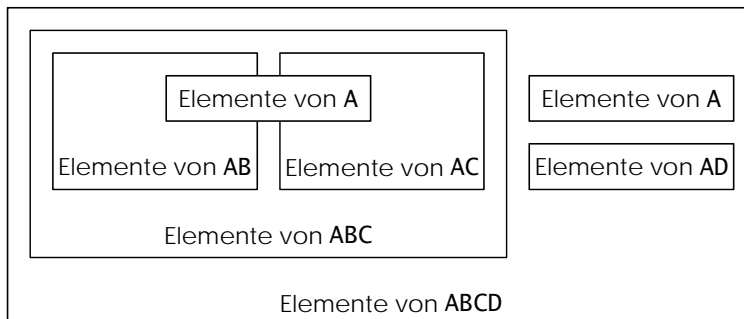 Elemente von A
Elemente von A
Elemente von AB
Elemente von AC
Elemente von AD
Elemente von ABC
Elemente von ABCD